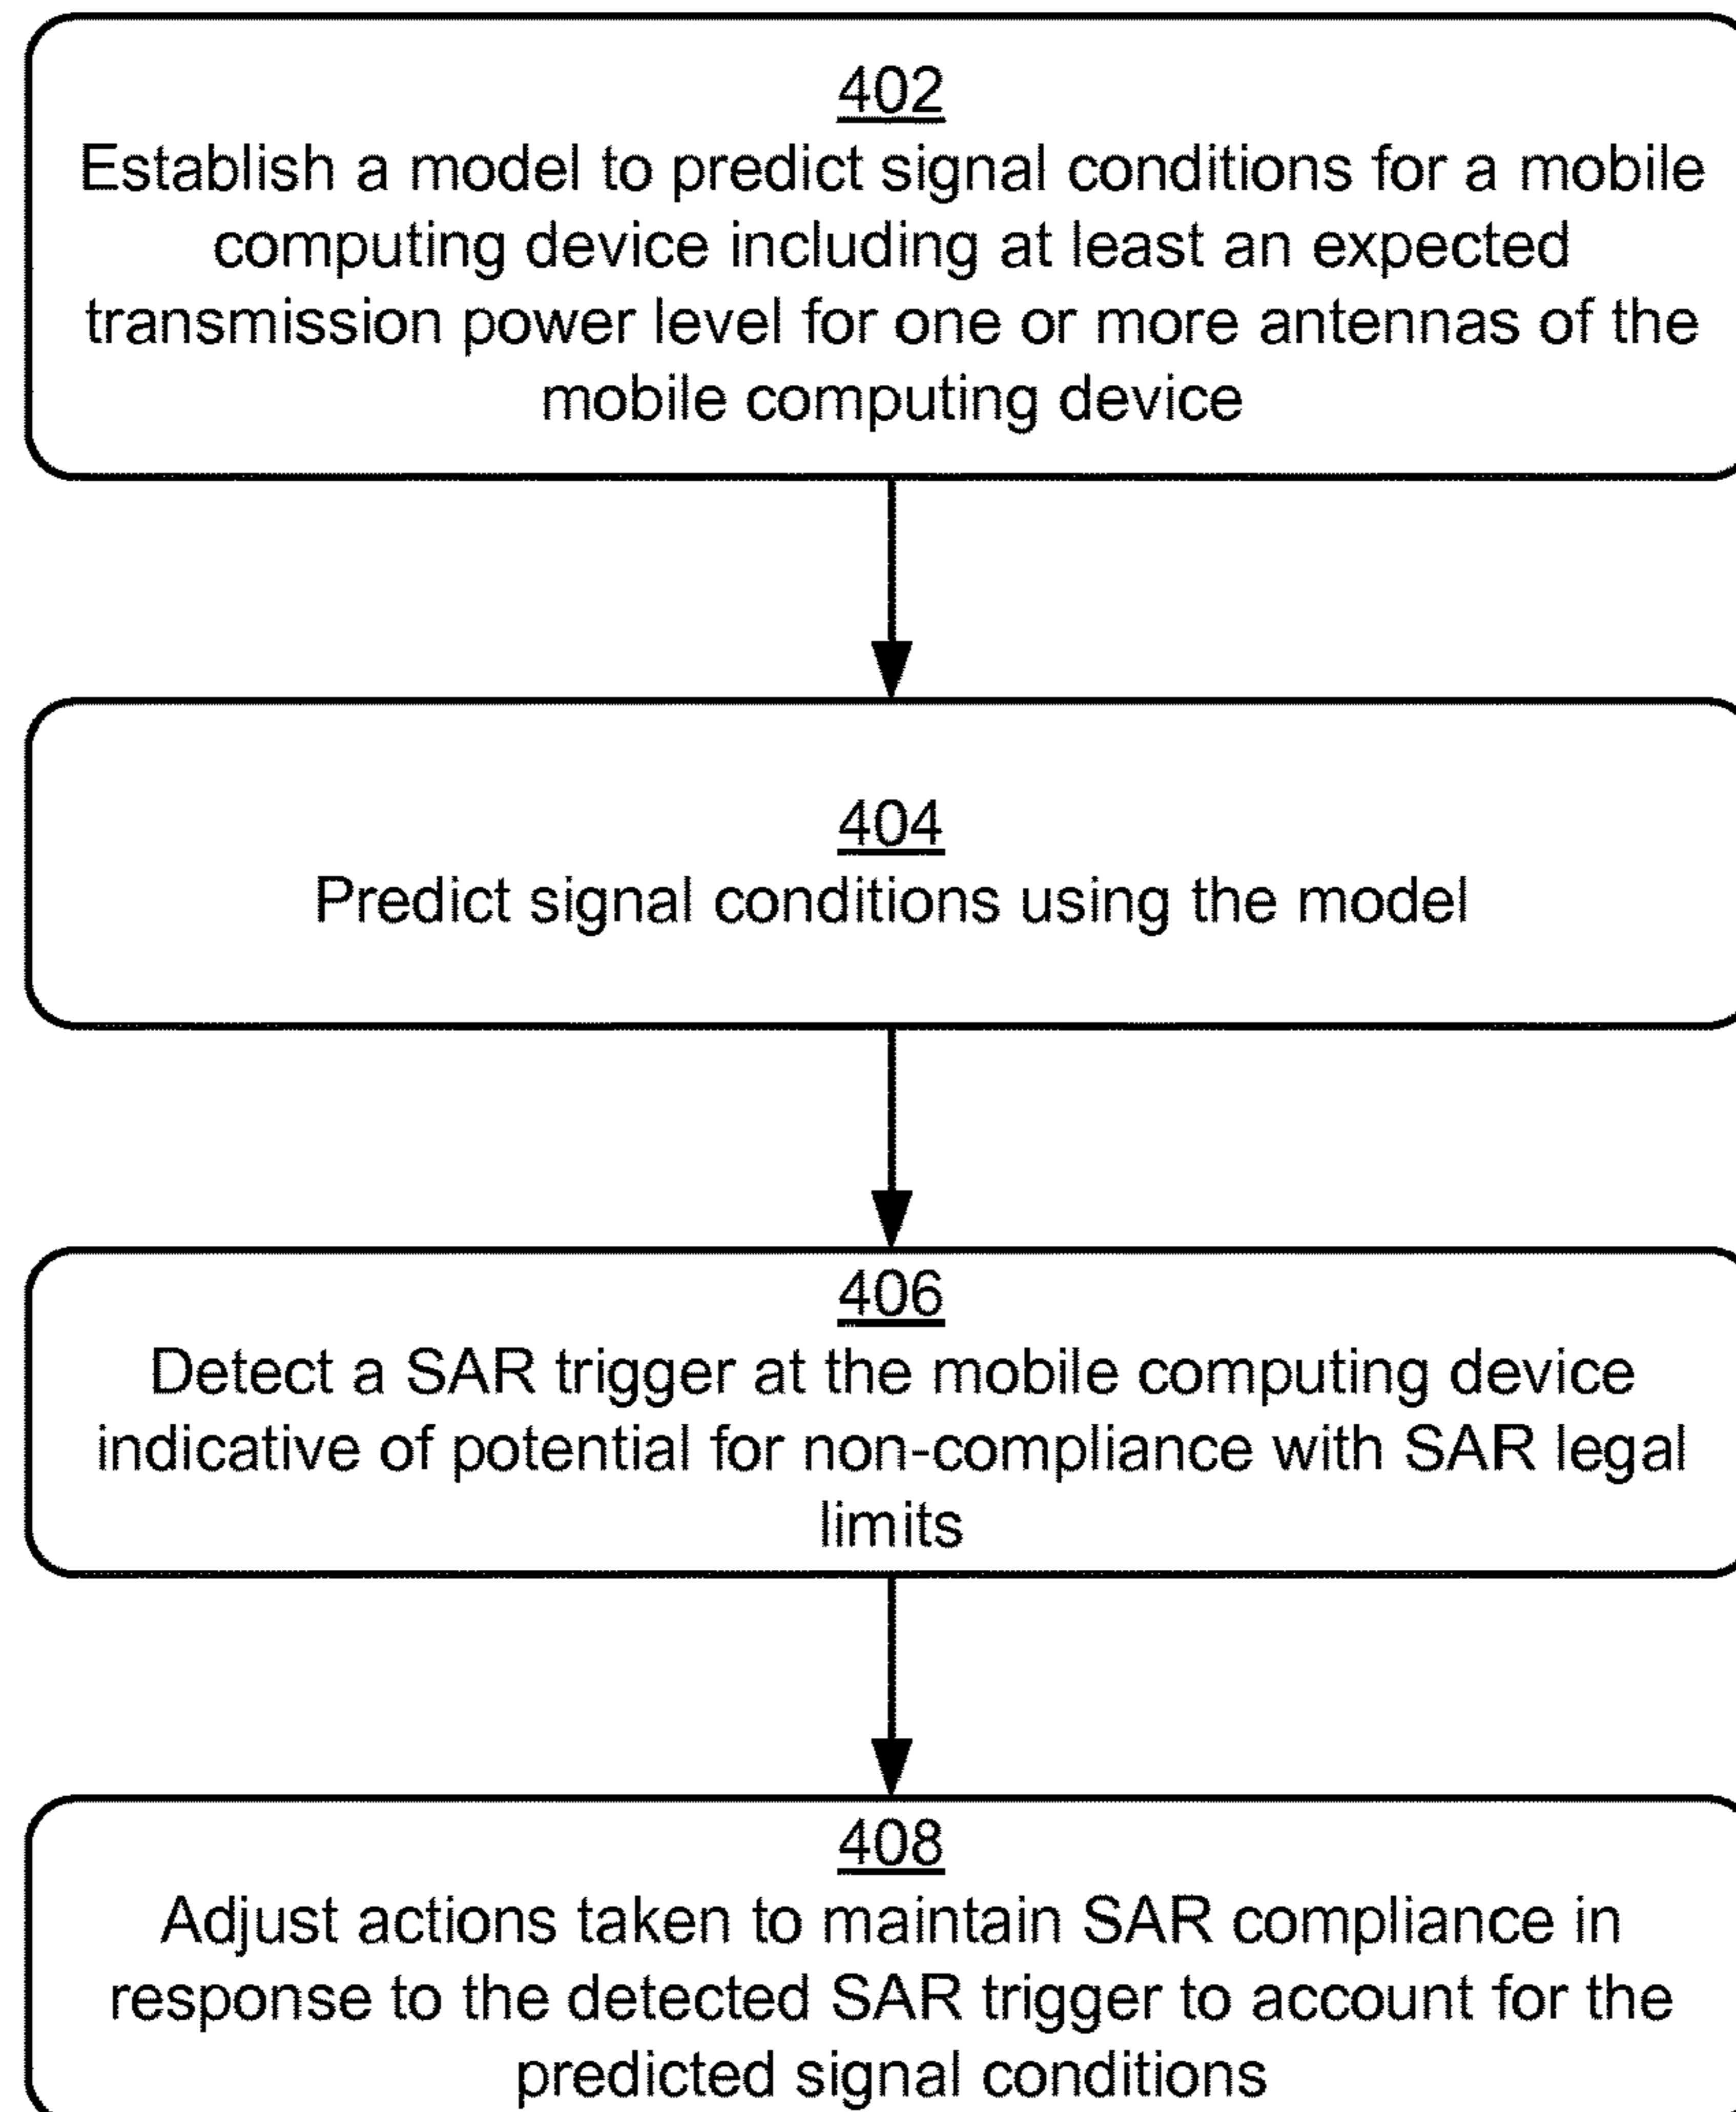 402
Establish a model to predict signal conditions for a mobile
computing device including at least an expected
transmission power level for one or more antennas of the
mobile computing device
404
Predict signal conditions using the model
406
Detect a SAR trigger at the mobile computing device
indicative of potential for non-compliance with SAR legal
limits
408
Adjust actions taken to maintain SAR compliance in
response to the detected SAR trigger to account for the
predicted signal conditions